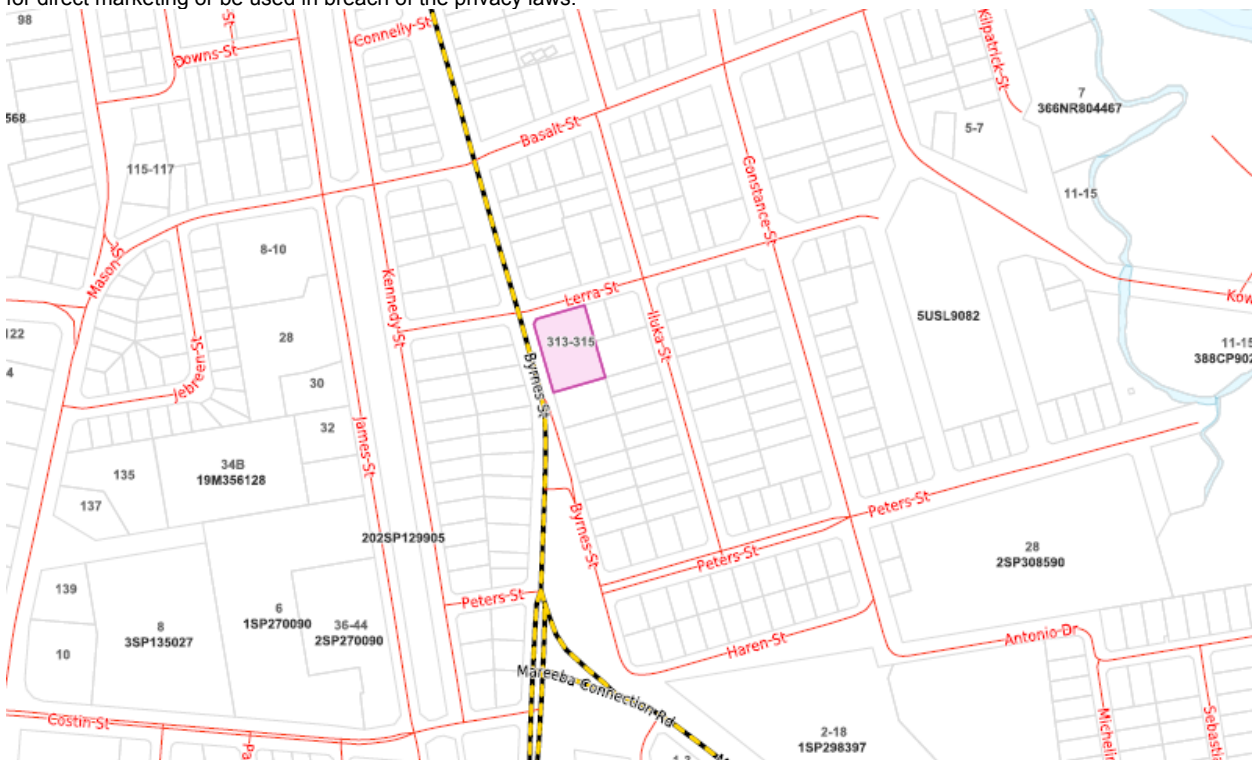 for direct marketing or be used in breach of the privacy laws.
98
Downs-St
Connelly-St
Kilpatrick-St
7
366NR804467
568
5-7
Basalt-St
115-117
Constance-St
11-15
8-10
Mason-St
Kennedy-St
Lerra-St
5USL9082
122
28
Iluka-St
313-315
11-15
Byrnes-St
4
30
32
James-St
34B
19M356128
135
137
Peters-St
Byrnes-St
202SP129905
Peters-St
28
2SP308590
139
6
1SP270090
Peters-St
36-44
2SP270090
8
3SP135027
10
Haren-St
Antonio-Dr
Mareeba Connection Rd
Costin-St
2-18
1SP298397